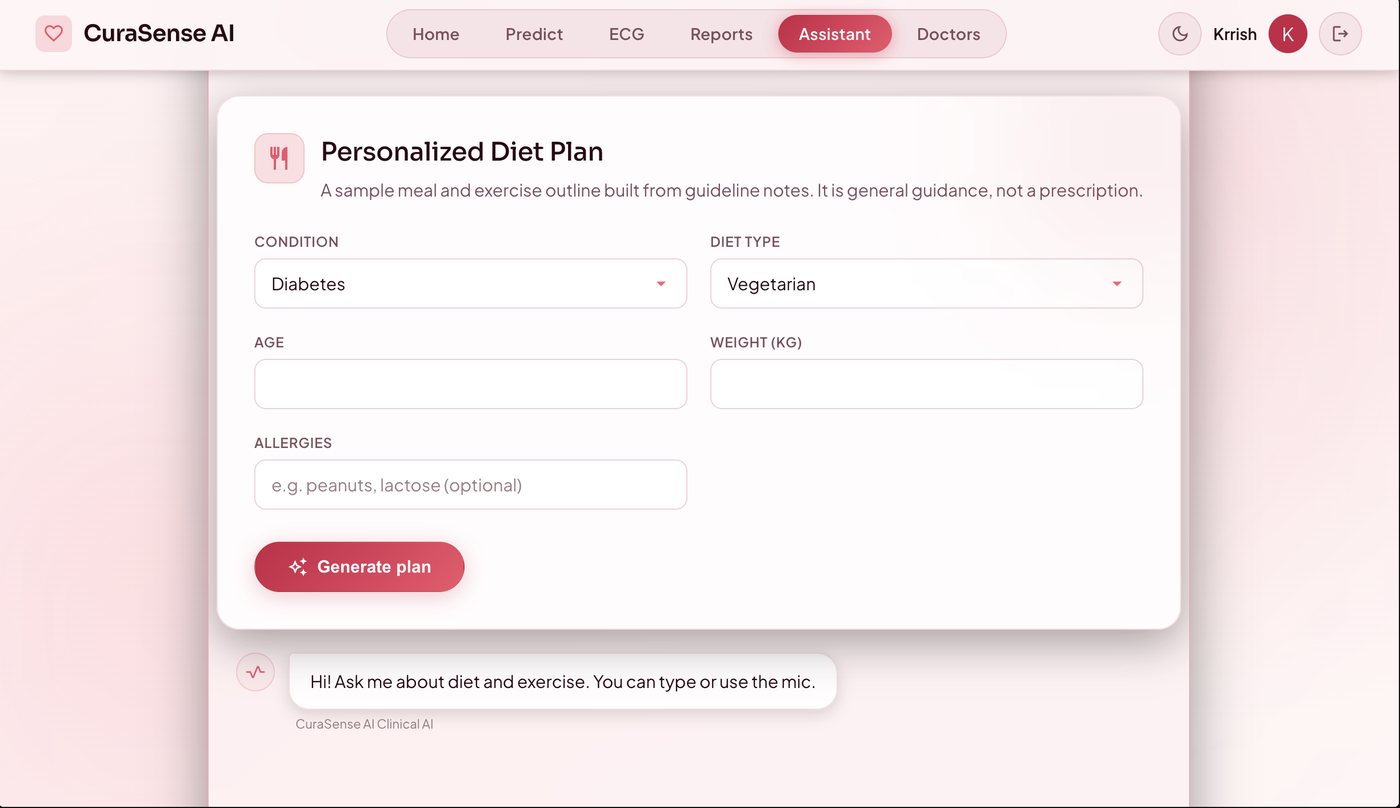 CuraSense AI
Home
Predict
ECG
Reports
Assistant
Doctors
Krrish
K
Personalized Diet Plan
A sample meal and exercise outline built from guideline notes. It is general guidance, not a prescription.
CONDITION
DIET TYPE
Diabetes
Vegetarian
AGE
WEIGHT (KG)
ALLERGIES
e.g. peanuts, lactose (optional)
Generate plan
Hi! Ask me about diet and exercise. You can type or use the mic.
CuraSense AI Clinical AI